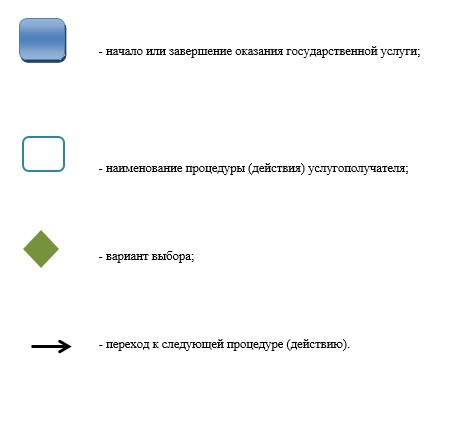 - начало или завершение оказания государственной услуги;
- наименование процедуры (действия) услугополучателя;
- вариант выбора;
- переход к следующей процедуре (действию).